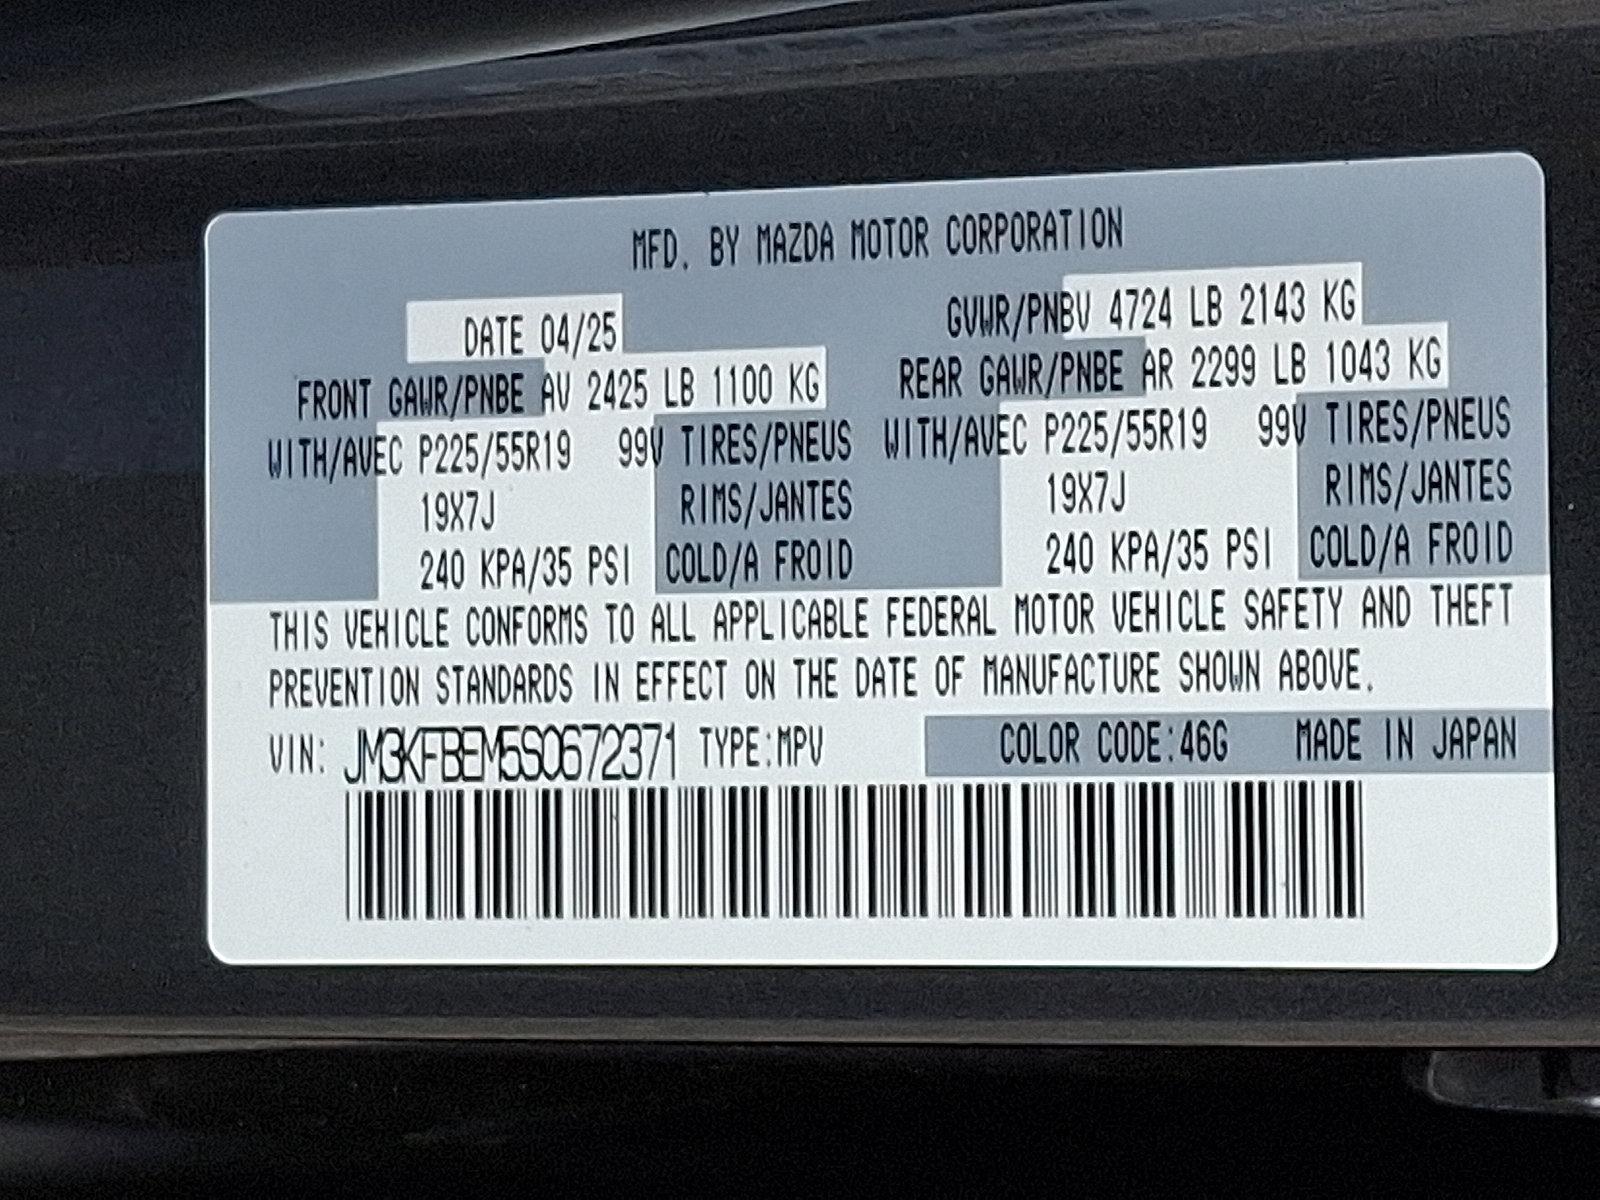 MFD. BY MAZDA MOTOR CORPORATION
DATE 04/25 GVWR/PNBV 4724 LB 2143 KG
FRONT GAWR/PNBE AV 2425 LB 1100 KG REAR GAWR/PNBE AR 2299 LB 1043 KG
WITH/AVEC P225/55R19 99V TIRES/PNEUS WITH/AVEC P225/55R19 99V TIRES/PNEUS
19X7J RIMS/JANTES 19X7J RIMS/JANTES
240 KPA/35 PSI COLD/A FROID 240 KPA/35 PSI COLD/A FROID
THIS VEHICLE CONFORMS TO ALL APPLICABLE FEDERAL MOTOR VEHICLE SAFETY AND THEFT
PREVENTION STANDARDS IN EFFECT ON THE DATE OF MANUFACTURE SHOWN ABOVE.
VIN: JM3KFBEM5S0672371 TYPE:MPV COLOR CODE:46G MADE IN JAPAN